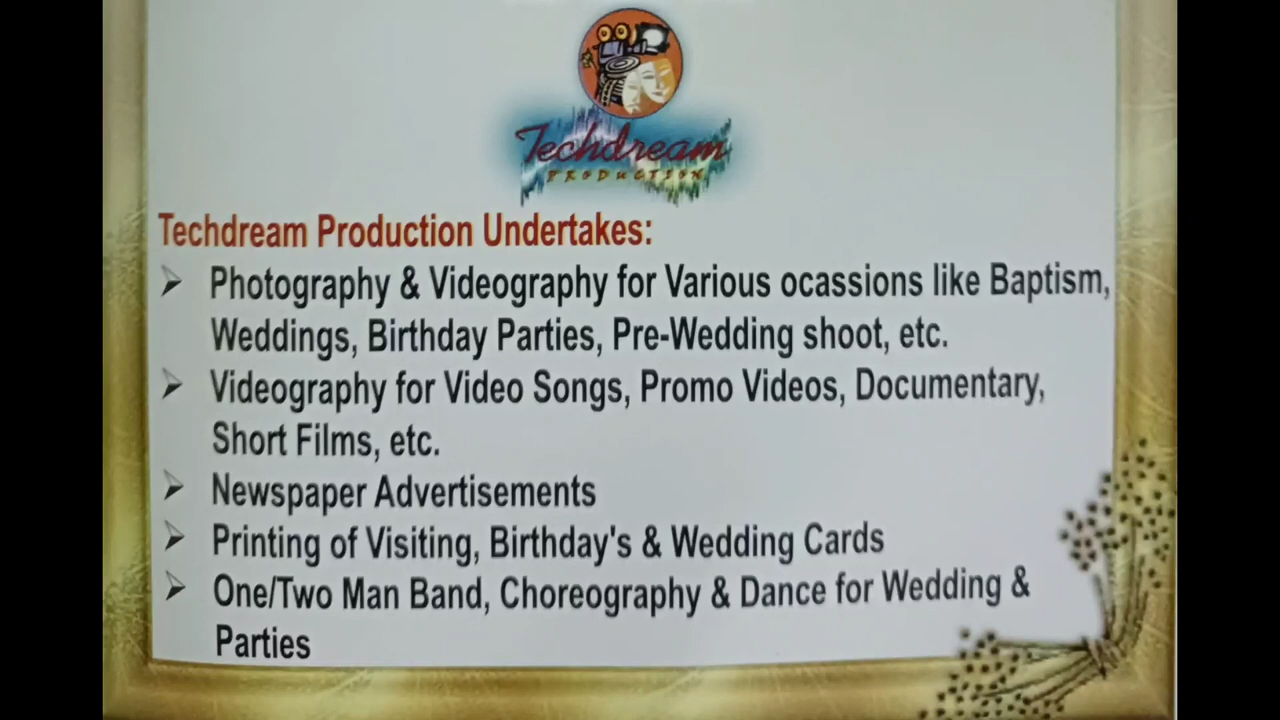 Techdream
PRODUCTION
Techdream Production Undertakes:
Photography & Videography for Various ocassions like Baptism,
Weddings, Birthday Parties, Pre-Wedding shoot, etc.
Videography for Video Songs, Promo Videos, Documentary,
Short Films, etc.
Newspaper Advertisements
Printing of Visiting, Birthday's & Wedding Cards
One/Two Man Band, Choreography & Dance for Wedding &
Parties